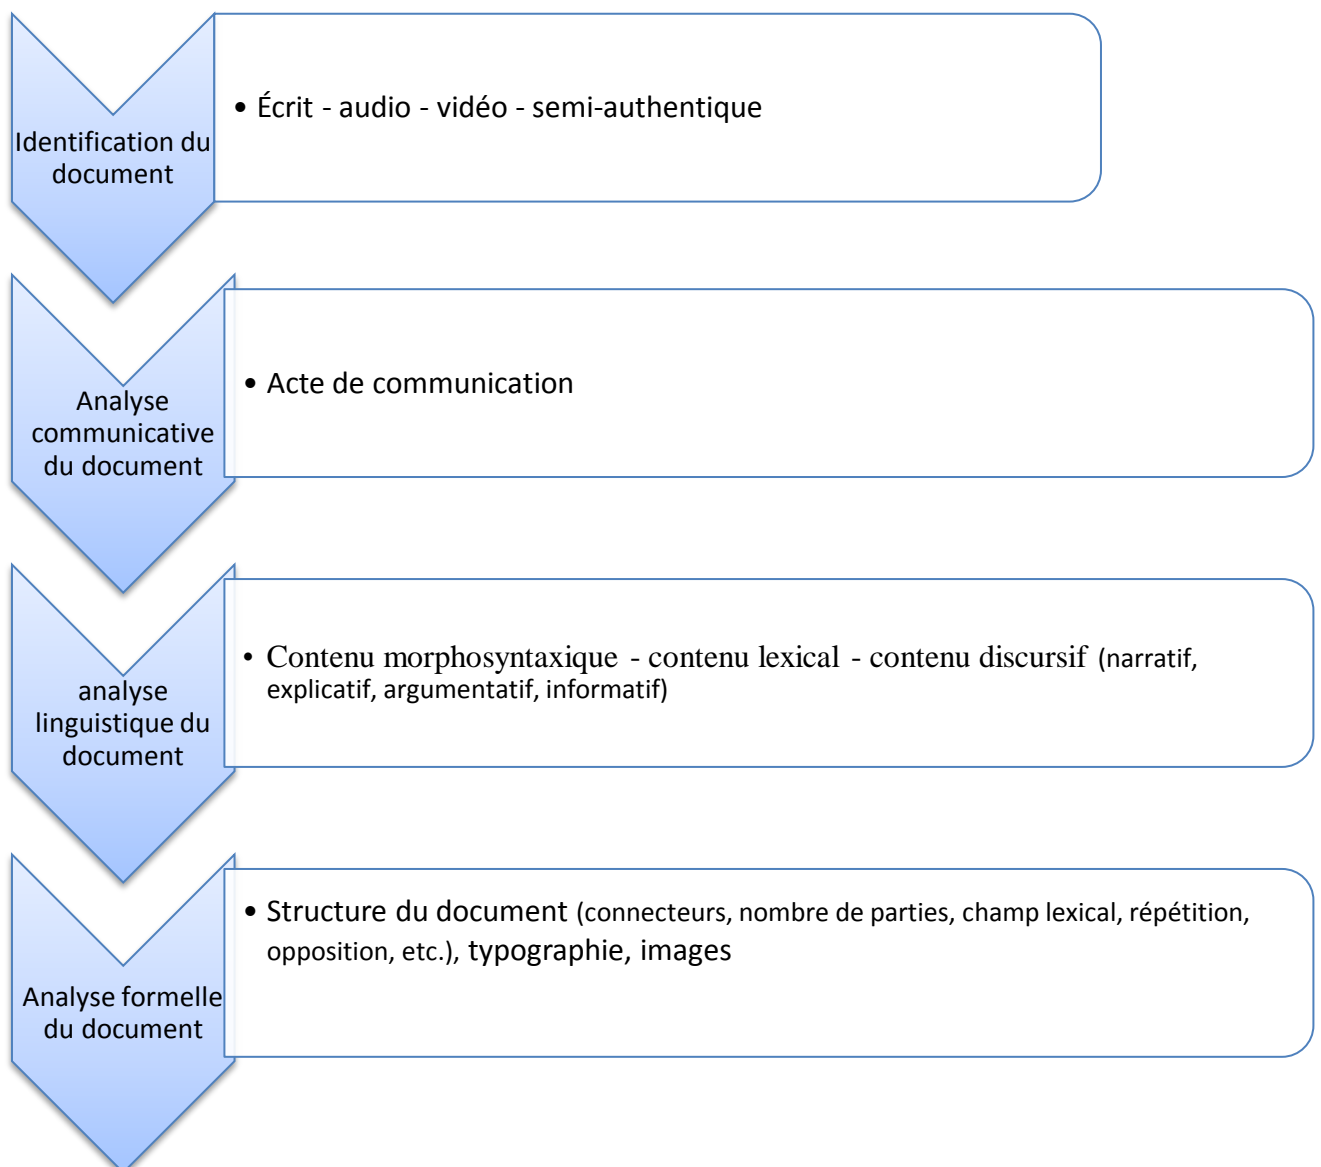 Identification du
document
• Écrit - audio - vidéo - semi-authentique
Analyse
communicative
du document
• Acte de communication
analyse
linguistique du
document
• Contenu morphosyntaxique - contenu lexical - contenu discursif (narratif,
explicatif, argumentatif, informatif)
Analyse formelle
du document
• Structure du document (connecteurs, nombre de parties, champ lexical, répétition,
opposition, etc.), typographie, images